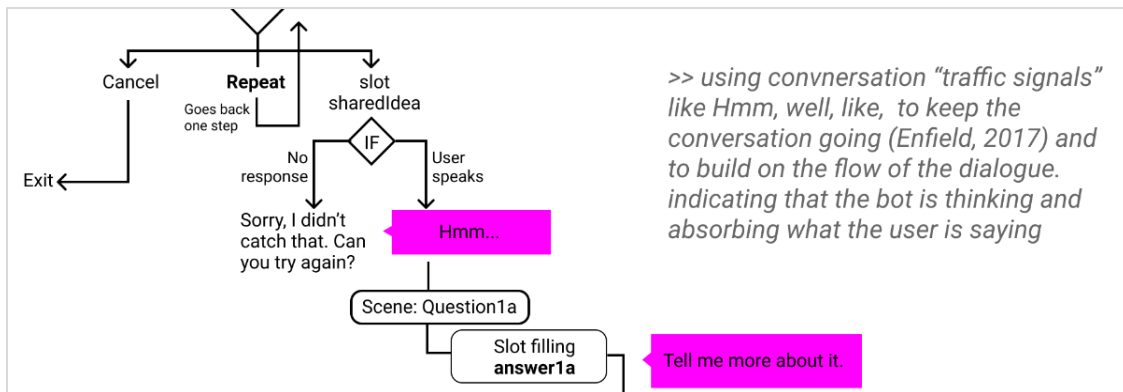 Cancel
Repeat
slot
sharedIdea
Goes back
one step
>> using convnersation “traffic signals”
like Hmm, well, like,  to keep the
conversation going (Enfield, 2017) and
to build on the flow of the dialogue.
indicating that the bot is thinking and
absorbing what the user is saying
IF
No
response
User
speaks
Exit
Sorry, I didn’t
catch that. Can
you try again?
Hmm...
Scene: Question1a
Slot filling
answer1a
Tell me more about it.